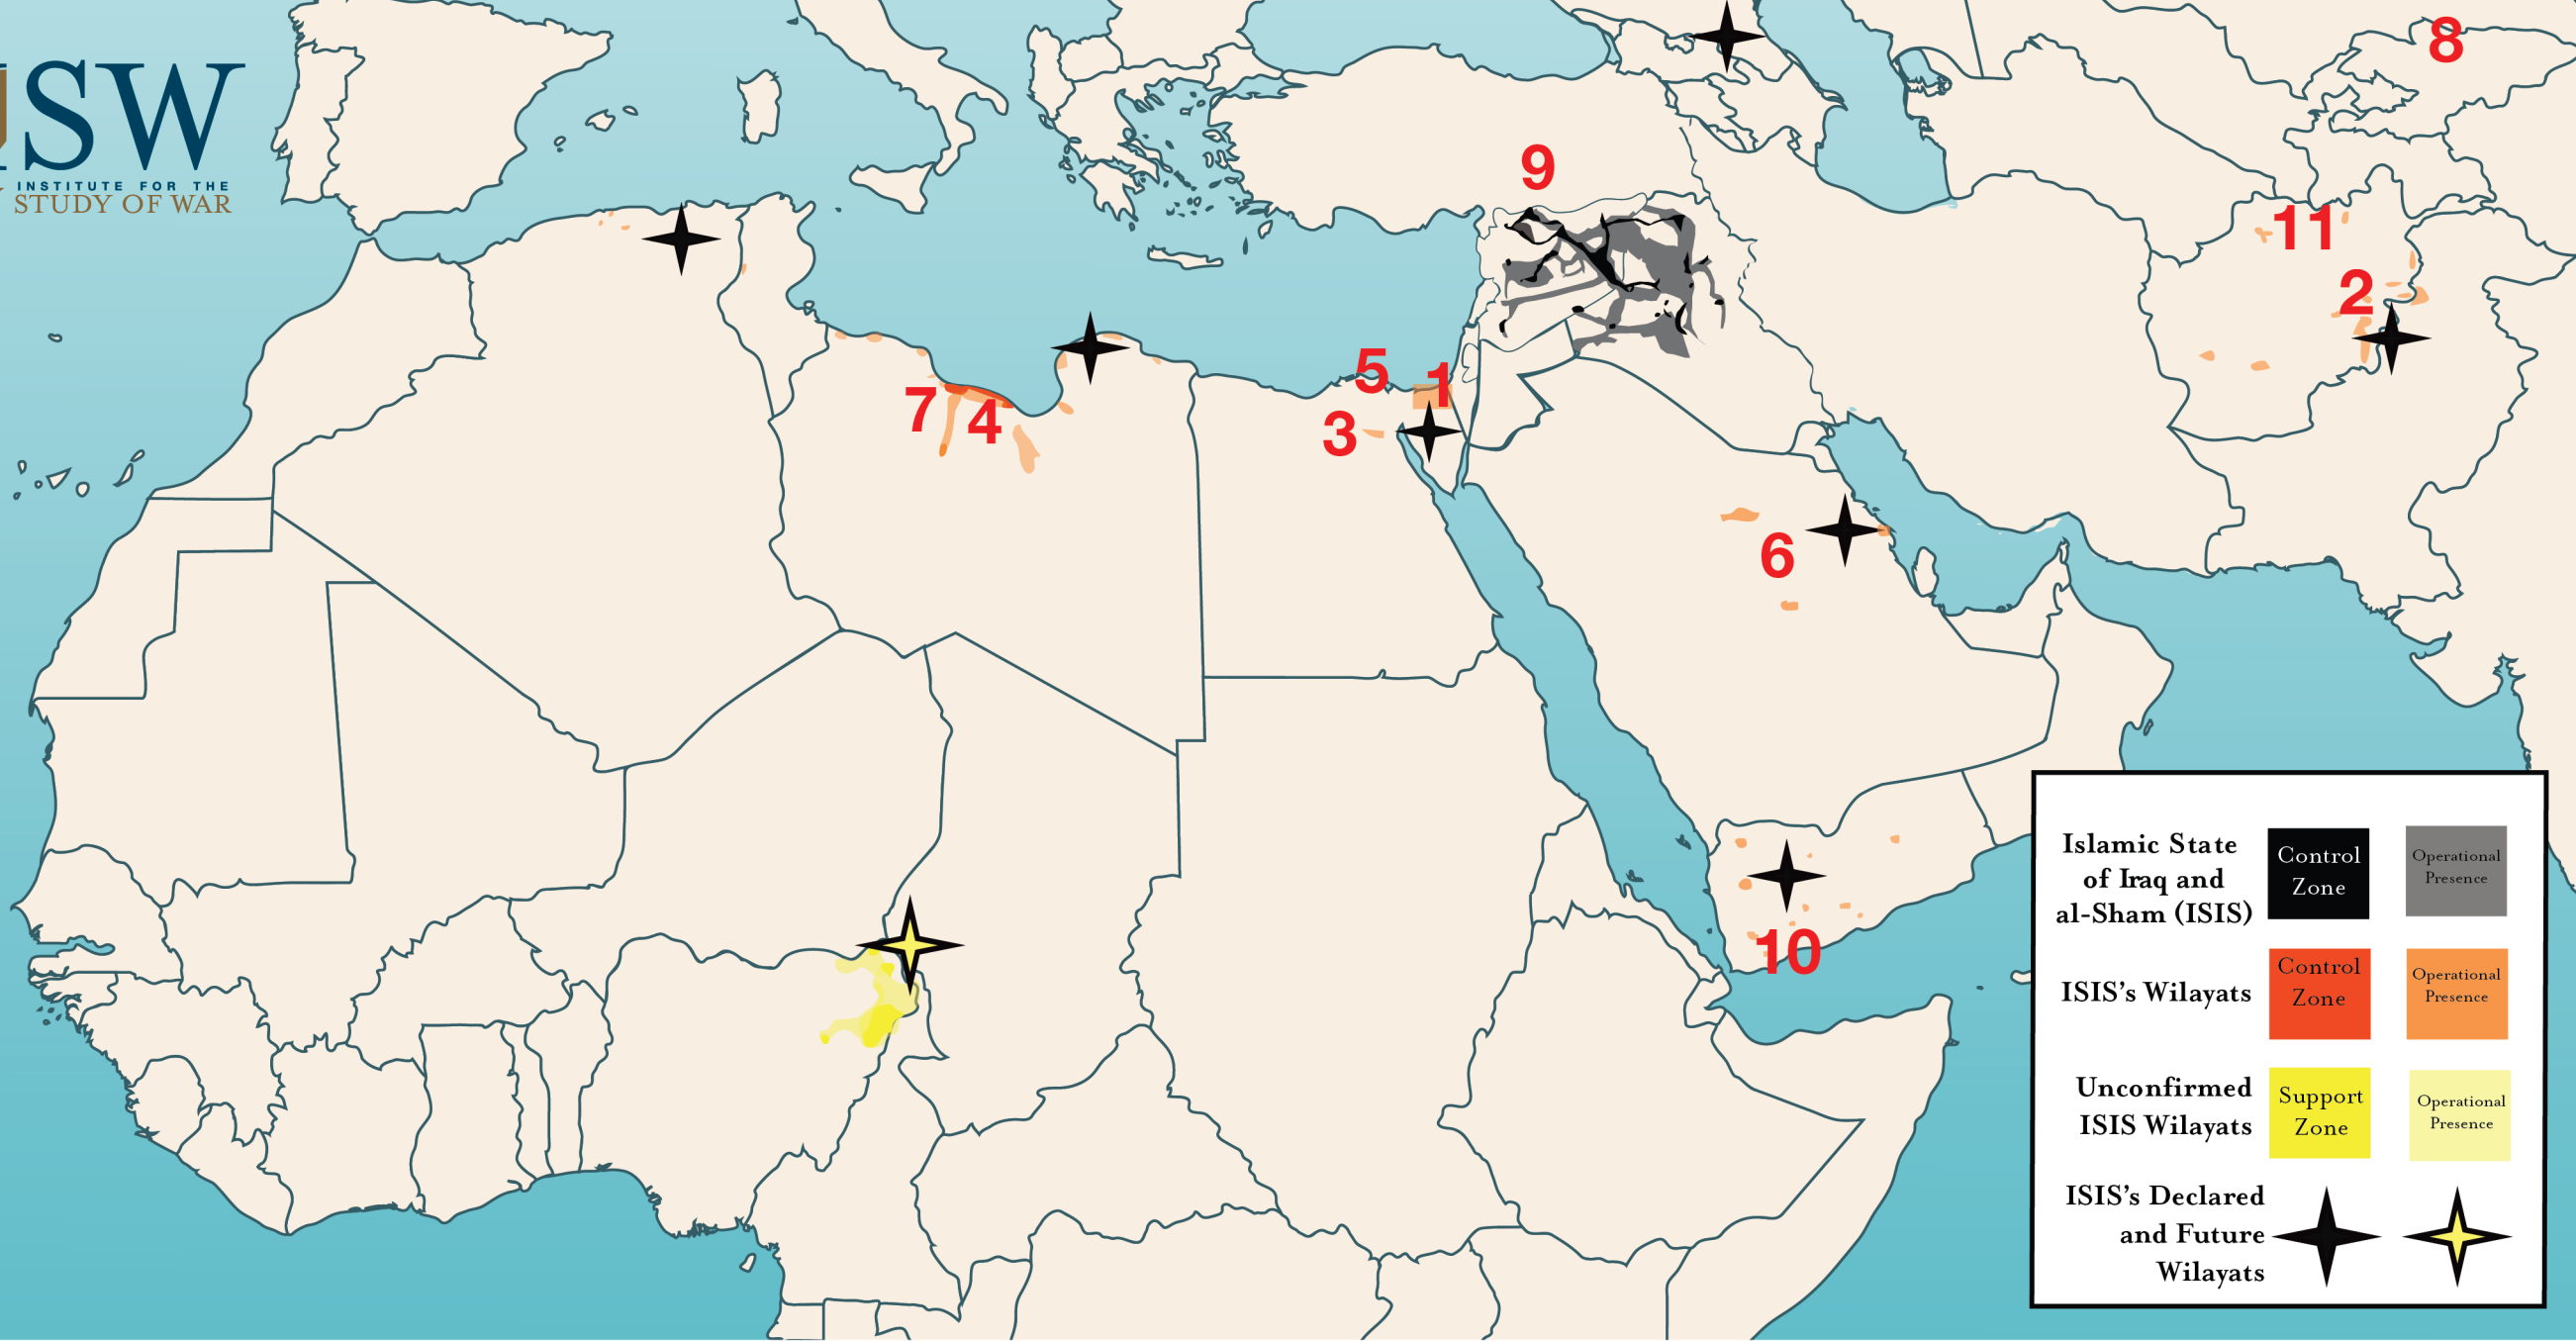 ISW
INSTITUTE FOR THE
STUDY OF WAR
8
9
11
2
5
1
7
4
3
6
10
Islamic State
of Iraq and
al-Sham (ISIS)
Control
Zone
Operational
Presence
ISIS's Wilayats
Control
Zone
Operational
Presence
Unconfirmed
ISIS Wilayats
Support
Zone
Operational
Presence
ISIS's Declared
and Future
Wilayats